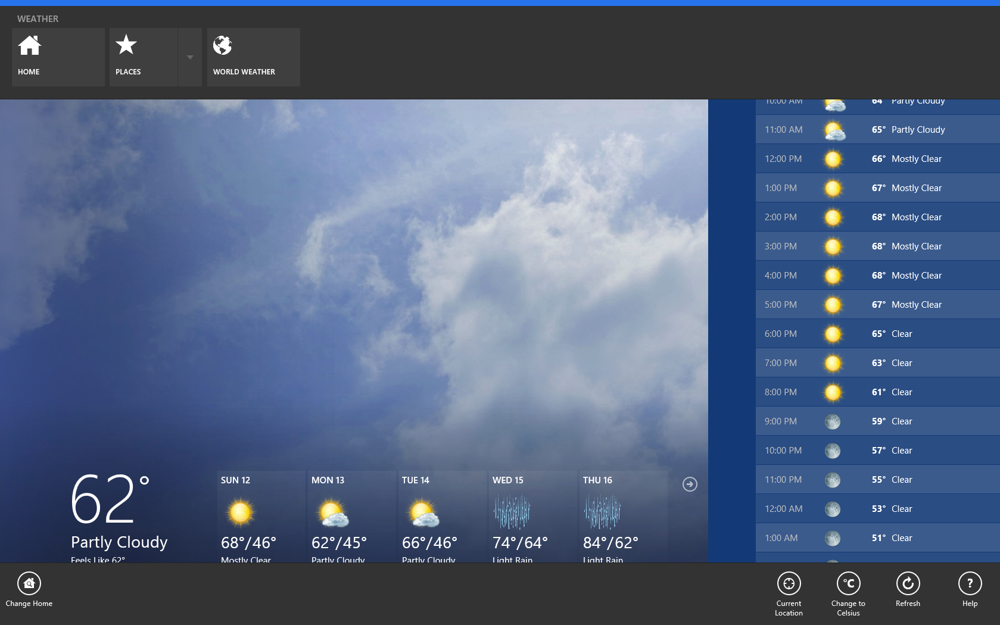 WEATHER
HOME
PLACES
WORLD WEATHER
10:00 AM 64° Partly Cloudy
11:00 AM 65° Partly Cloudy
12:00 PM 66° Mostly Clear
1:00 PM 67° Mostly Clear
2:00 PM 68° Mostly Clear
3:00 PM 68° Mostly Clear
4:00 PM 68° Mostly Clear
5:00 PM 67° Mostly Clear
6:00 PM 65° Clear
7:00 PM 63° Clear
8:00 PM 61° Clear
9:00 PM 59° Clear
10:00 PM 57° Clear
11:00 PM 55° Clear
12:00 AM 53° Clear
1:00 AM 51° Clear
62°
Partly Cloudy
Feels Like 62°
SUN 12
68°/46°
Mostly Clear
MON 13
62°/45°
Partly Cloudy
TUE 14
66°/46°
Partly Cloudy
WED 15
74°/64°
Light Rain
THU 16
84°/62°
Light Rain
Change Home
Current
Location
°C
Change to
Celsius
Refresh
?
Help